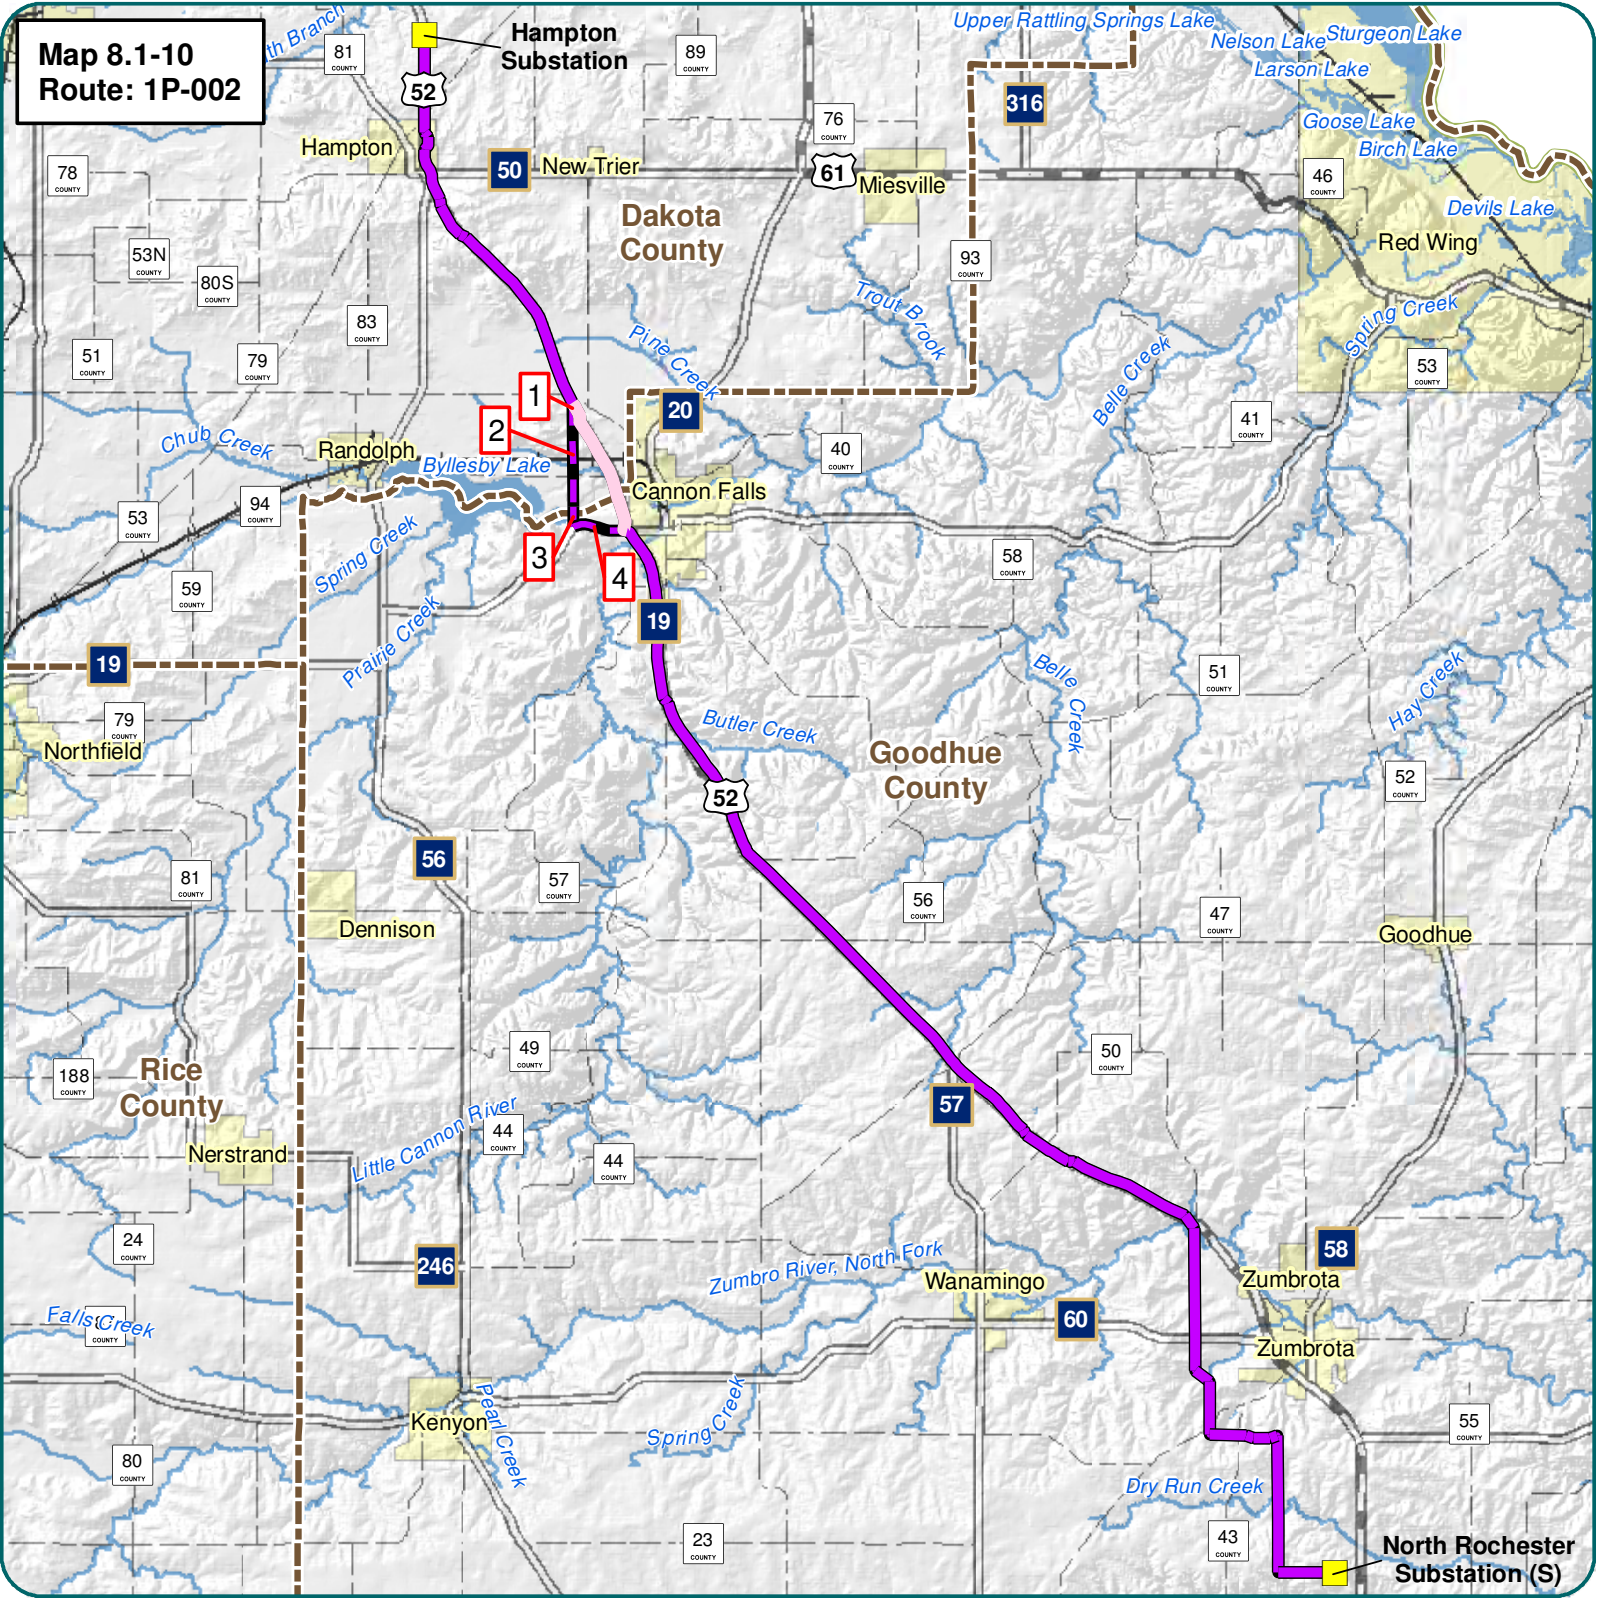 Map 8.1-10
Route: 1P-002
th Branch
81
COUNTY
Hampton
Substation
52
89
COUNTY
Upper Rattling Springs Lake
Nelson Lake
Sturgeon Lake
Larson Lake
316
Goose Lake
Birch Lake
76
COUNTY
Hampton
50
New Trier
61
Miesville
46
COUNTY
78
COUNTY
Devils Lake
Dakota
County
Red Wing
53N
COUNTY
80S
COUNTY
93
COUNTY
Trout Brook
Spring Creek
83
COUNTY
Pine Creek
51
COUNTY
79
COUNTY
Belle Creek
53
COUNTY
1
20
2
41
COUNTY
Chub Creek
Randolph
40
COUNTY
Byllesby Lake
Cannon Falls
94
COUNTY
53
COUNTY
Spring Creek
3
4
58
COUNTY
59
COUNTY
19
Prairie Creek
19
Belle Creek
51
COUNTY
Hay Creek
79
COUNTY
Butler Creek
Northfield
Goodhue
County
52
52
COUNTY
56
81
COUNTY
57
COUNTY
56
COUNTY
47
COUNTY
Dennison
Goodhue
49
COUNTY
50
COUNTY
188
COUNTY
Rice
County
57
Little Cannon River
44
COUNTY
44
COUNTY
Nerstrand
24
COUNTY
246
58
Zumbro River, North Fork
Wanamingo
Zumbrota
60
Falls Creek
COUNTY
Zumbrota
Kenyon
Pearl Creek
Spring Creek
55
COUNTY
80
COUNTY
Dry Run Creek
23
COUNTY
43
COUNTY
North Rochester
Substation (S)